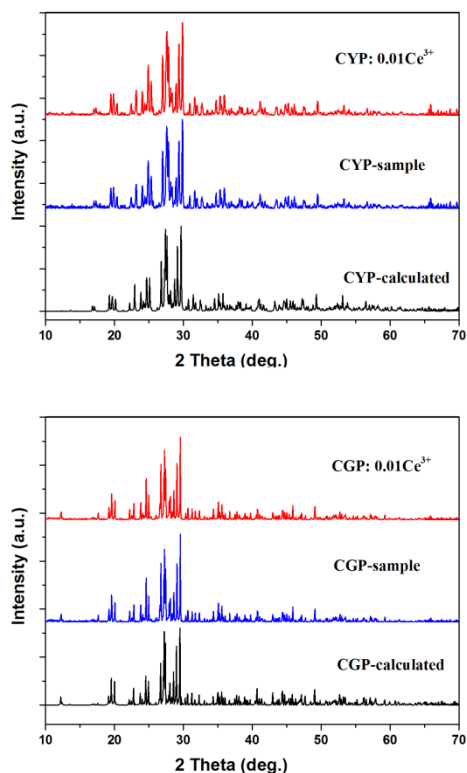 CYP: 0.01Ce³⁺
CYP-sample
CYP-calculated
Intensity (a.u.)
10 20 30 40 50 60 70
2 Theta (deg.)
CGP: 0.01Ce³⁺
CGP-sample
CGP-calculated
Intensity (a.u.)
10 20 30 40 50 60 70
2 Theta (deg.)